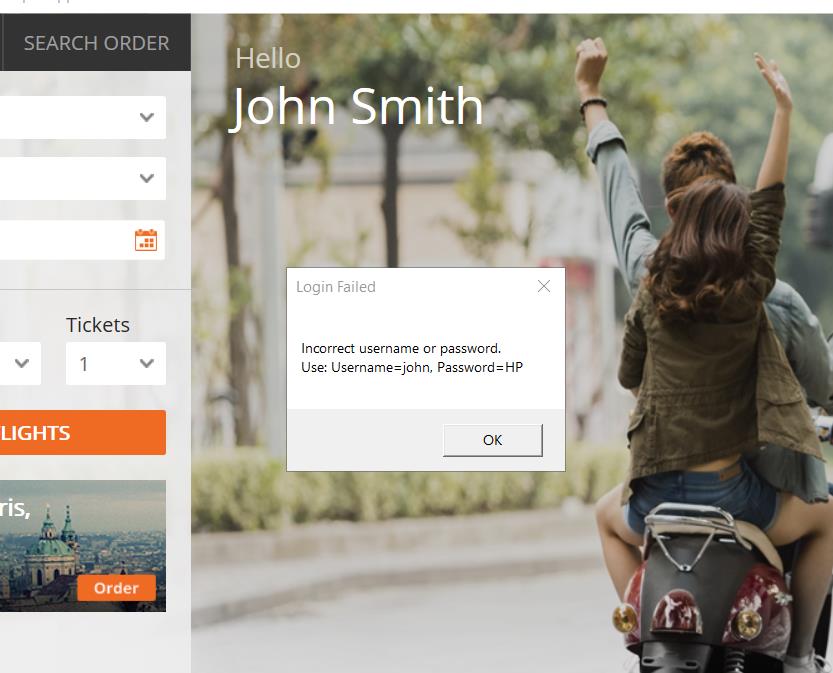 SEARCH ORDER
Hello
John Smith
Tickets
1
LIGHTS
ris,
Order
Login Failed
Incorrect username or password.
Use: Username=john, Password=HP
OK